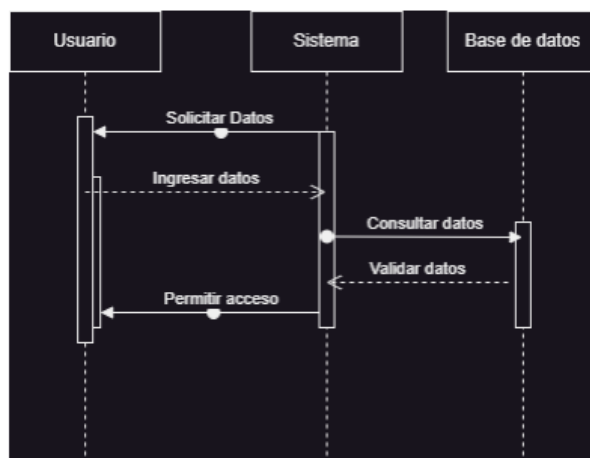 Usuario
Sistema
Base de datos
Solicitar Datos
Ingresar datos
Consultar datos
Validar datos
Permitir acceso